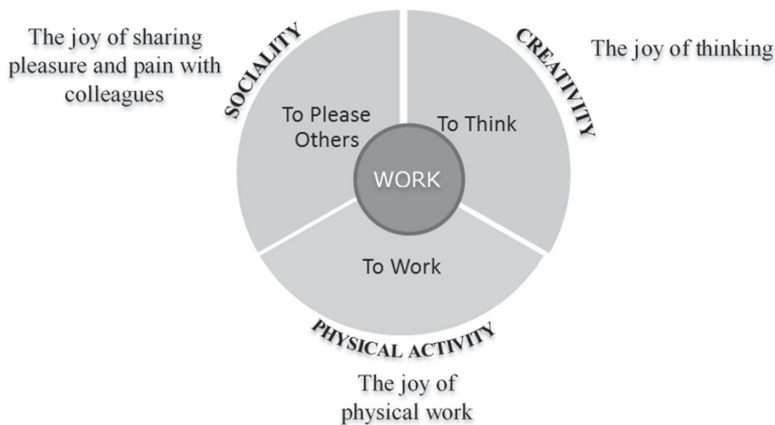 The joy of sharing
pleasure and pain with
colleagues
SOCIALITY
To Please
Others
CREATIVITY
The joy of thinking
To Think
WORK
To Work
PHYSICAL ACTIVITY
The joy of
physical work